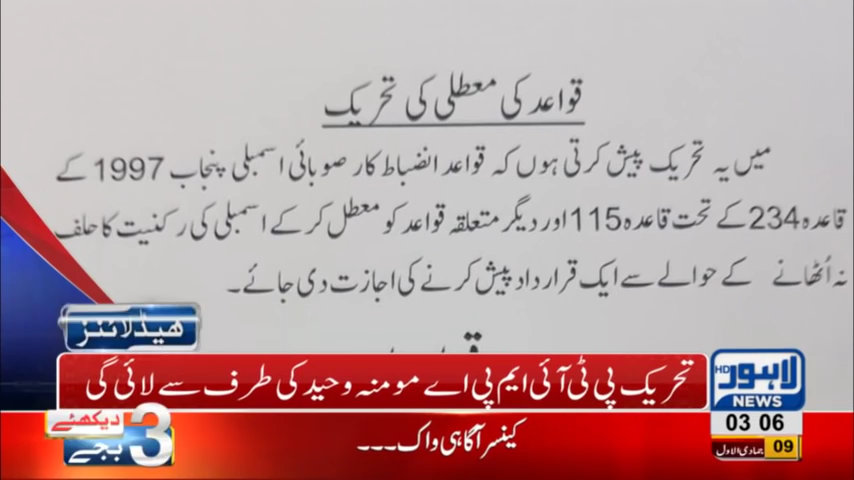 قواعد کی معطلی کی تحریک
میں یہ تحریک پیش کرتی ہوں کہ قواعد انضباط کار صوبائی اسمبلی پنجاب 1997 کے
قاعدہ 234 کے تحت قاعدہ 115 اور دیگر متعلقہ قواعد کو معطل کر کے اسمبلی کی رکنیت کا حلف
نہ اُٹھانے کے حوالے سے ایک قرارداد پیش کرنے کی اجازت دی جائے۔
ہیڈلائنز
تحریک پی ٹی آئی ایم پی اے مومنہ وحید کی طرف سے لائی گی
کینسر آگاہی واک ۔۔۔
دیکھئے
3 بجے
لاہور HD
NEWS
03 06
09 جمادی الاول